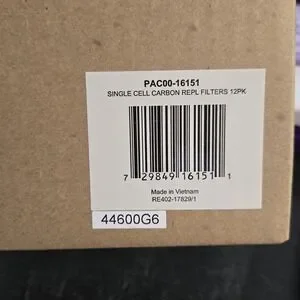 PAC00-16151
SINGLE CELL CARBON REPL FILTERS 12PK
7 29849 16151 1
Made in Vietnam
RE402-17829/1
44600G6